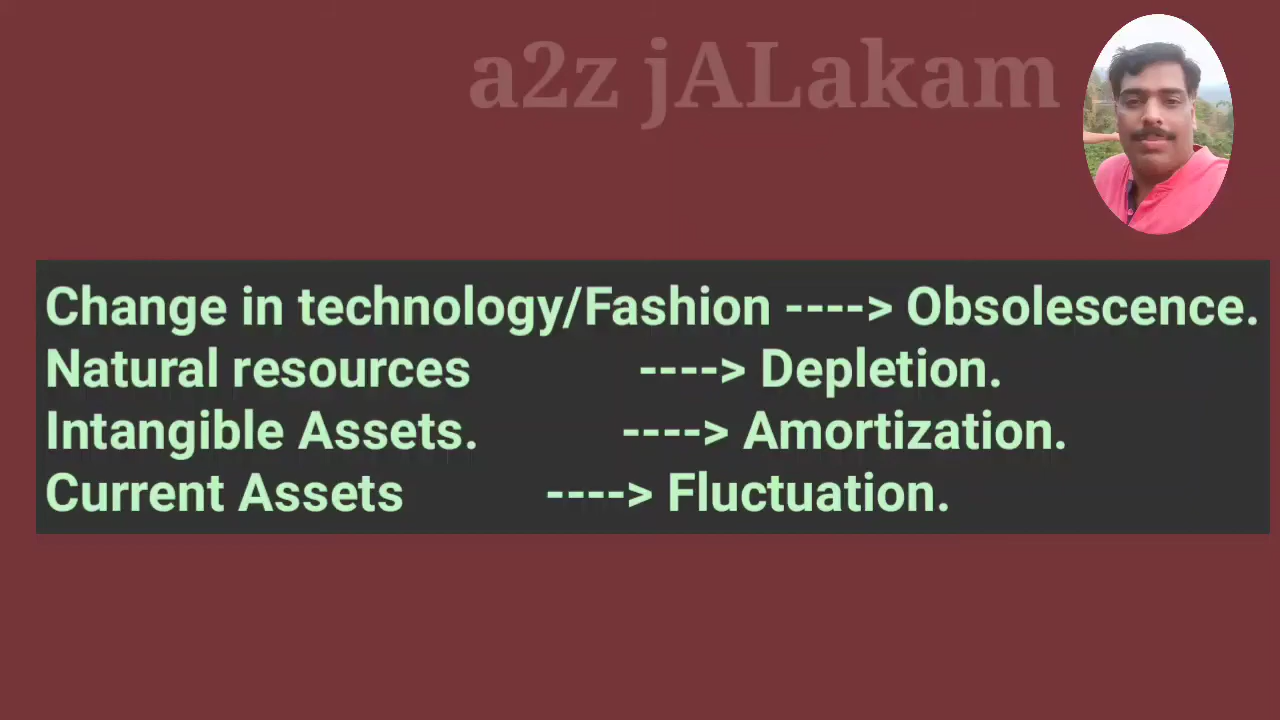 a2z jALakam
Change in technology/Fashion ----> Obsolescence.
Natural resources ----> Depletion.
Intangible Assets. ----> Amortization.
Current Assets ----> Fluctuation.